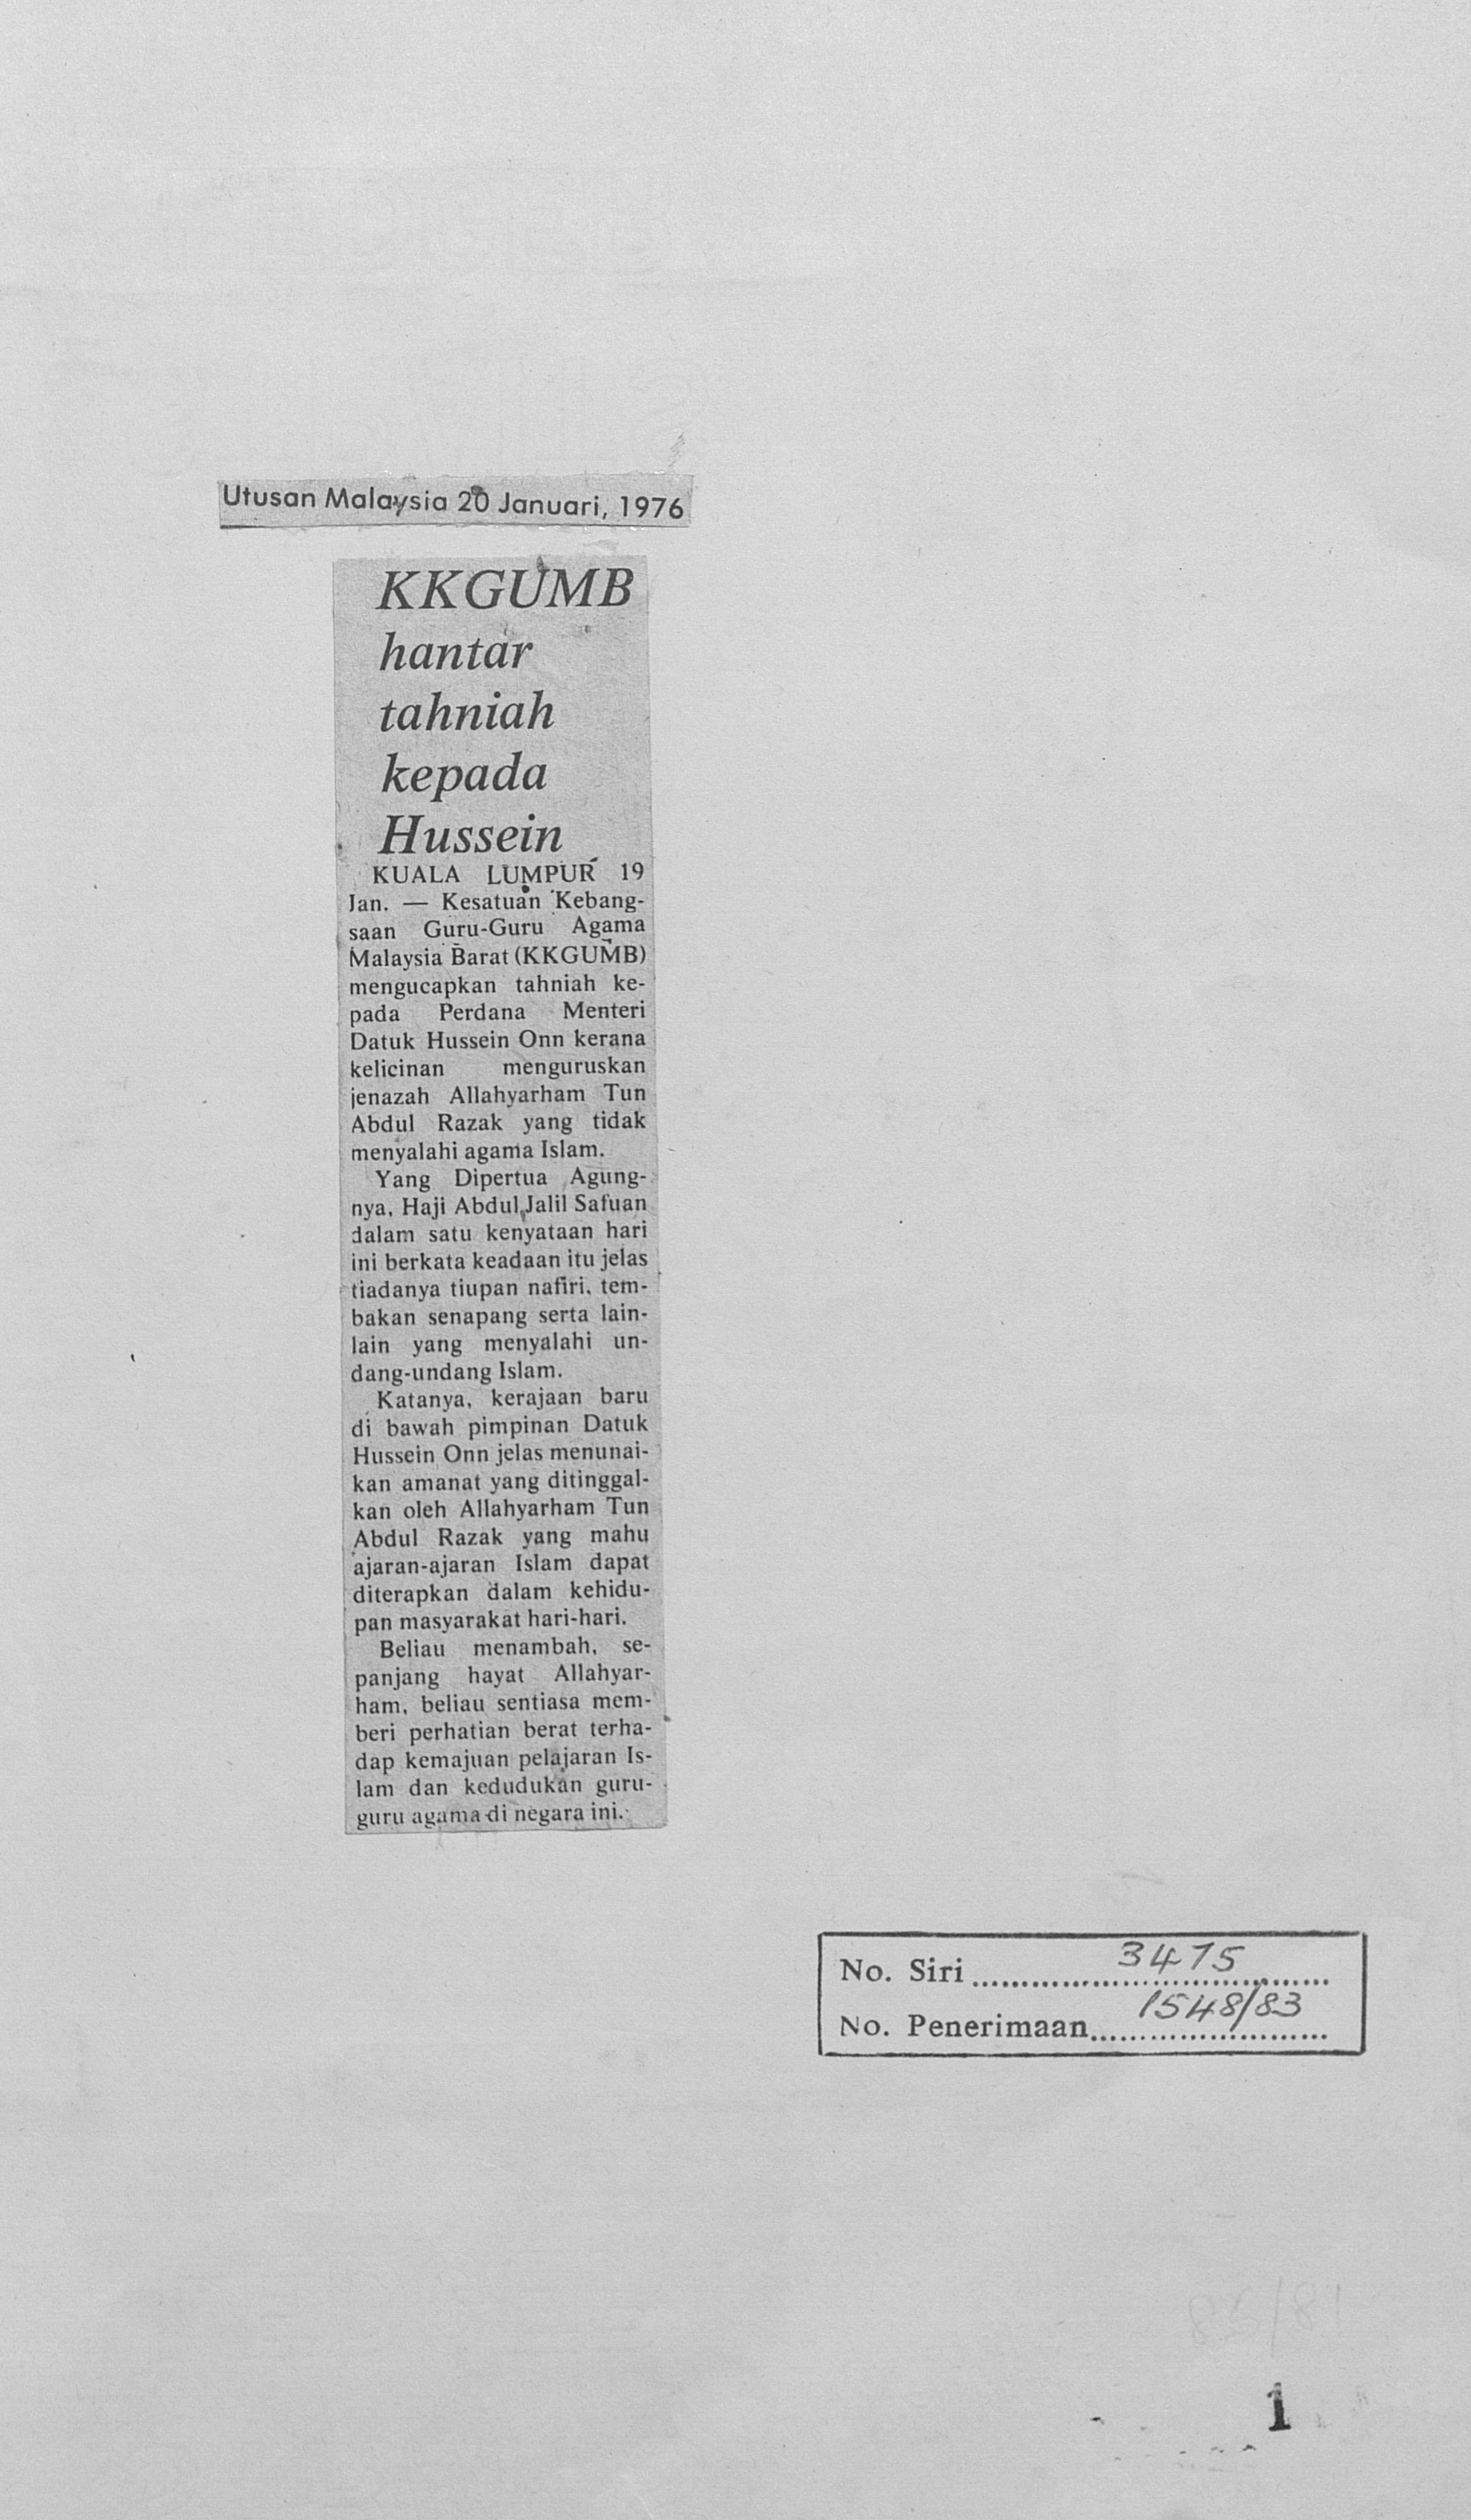 Utusan Malaysia 20 Januari, 1976
KKGUMB
hantar
tahniah
kepada
Hussein
KUALA LUMPUR 19
Jan. — Kesatuan Kebang-
saan Guru-Guru Agama
Malaysia Barat (KKGUMB)
mengucapkan tahniah ke-
pada Perdana Menteri
Datuk Hussein Onn kerana
kelicinan menguruskan
jenazah Allahyarham Tun
Abdul Razak yang tidak
menyalahi agama Islam.
Yang Dipertua Agung-
nya, Haji Abdul Jalil Safuan
dalam satu kenyataan hari
ini berkata keadaan itu jelas
tiadanya tiupan nafiri, tem-
bakan senapang serta lain-
lain yang menyalahi un-
dang-undang Islam.
Katanya, kerajaan baru
di bawah pimpinan Datuk
Hussein Onn jelas menunai-
kan amanat yang ditinggal-
kan oleh Allahyarham Tun
Abdul Razak yang mahu
ajaran-ajaran Islam dapat
diterapkan dalam kehidu-
pan masyarakat hari-hari.
Beliau menambah, se-
panjang hayat Allahyar-
ham, beliau sentiasa mem-
beri perhatian berat terha-
dap kemajuan pelajaran Is-
lam dan kedudukan guru-
guru agama di negara ini.
No. Siri 3475
No. Penerimaan 1548/83
1